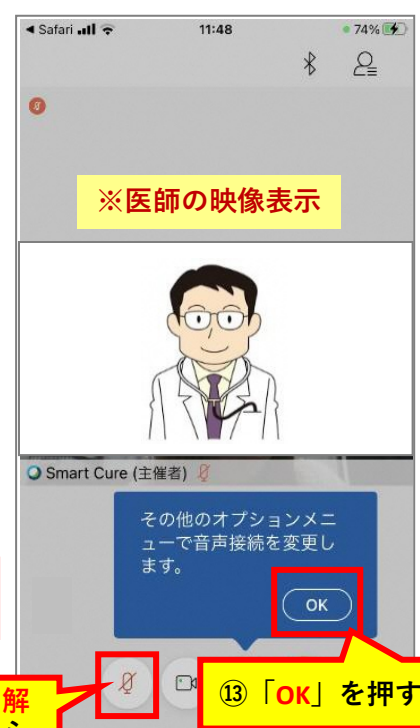 ◀ Safari 11:48 74%
※医師の映像表示
Smart Cure (主催者)
その他のオプションメニ
ューで音声接続を変更し
ます。
OK
⑬「OK」を押す
解